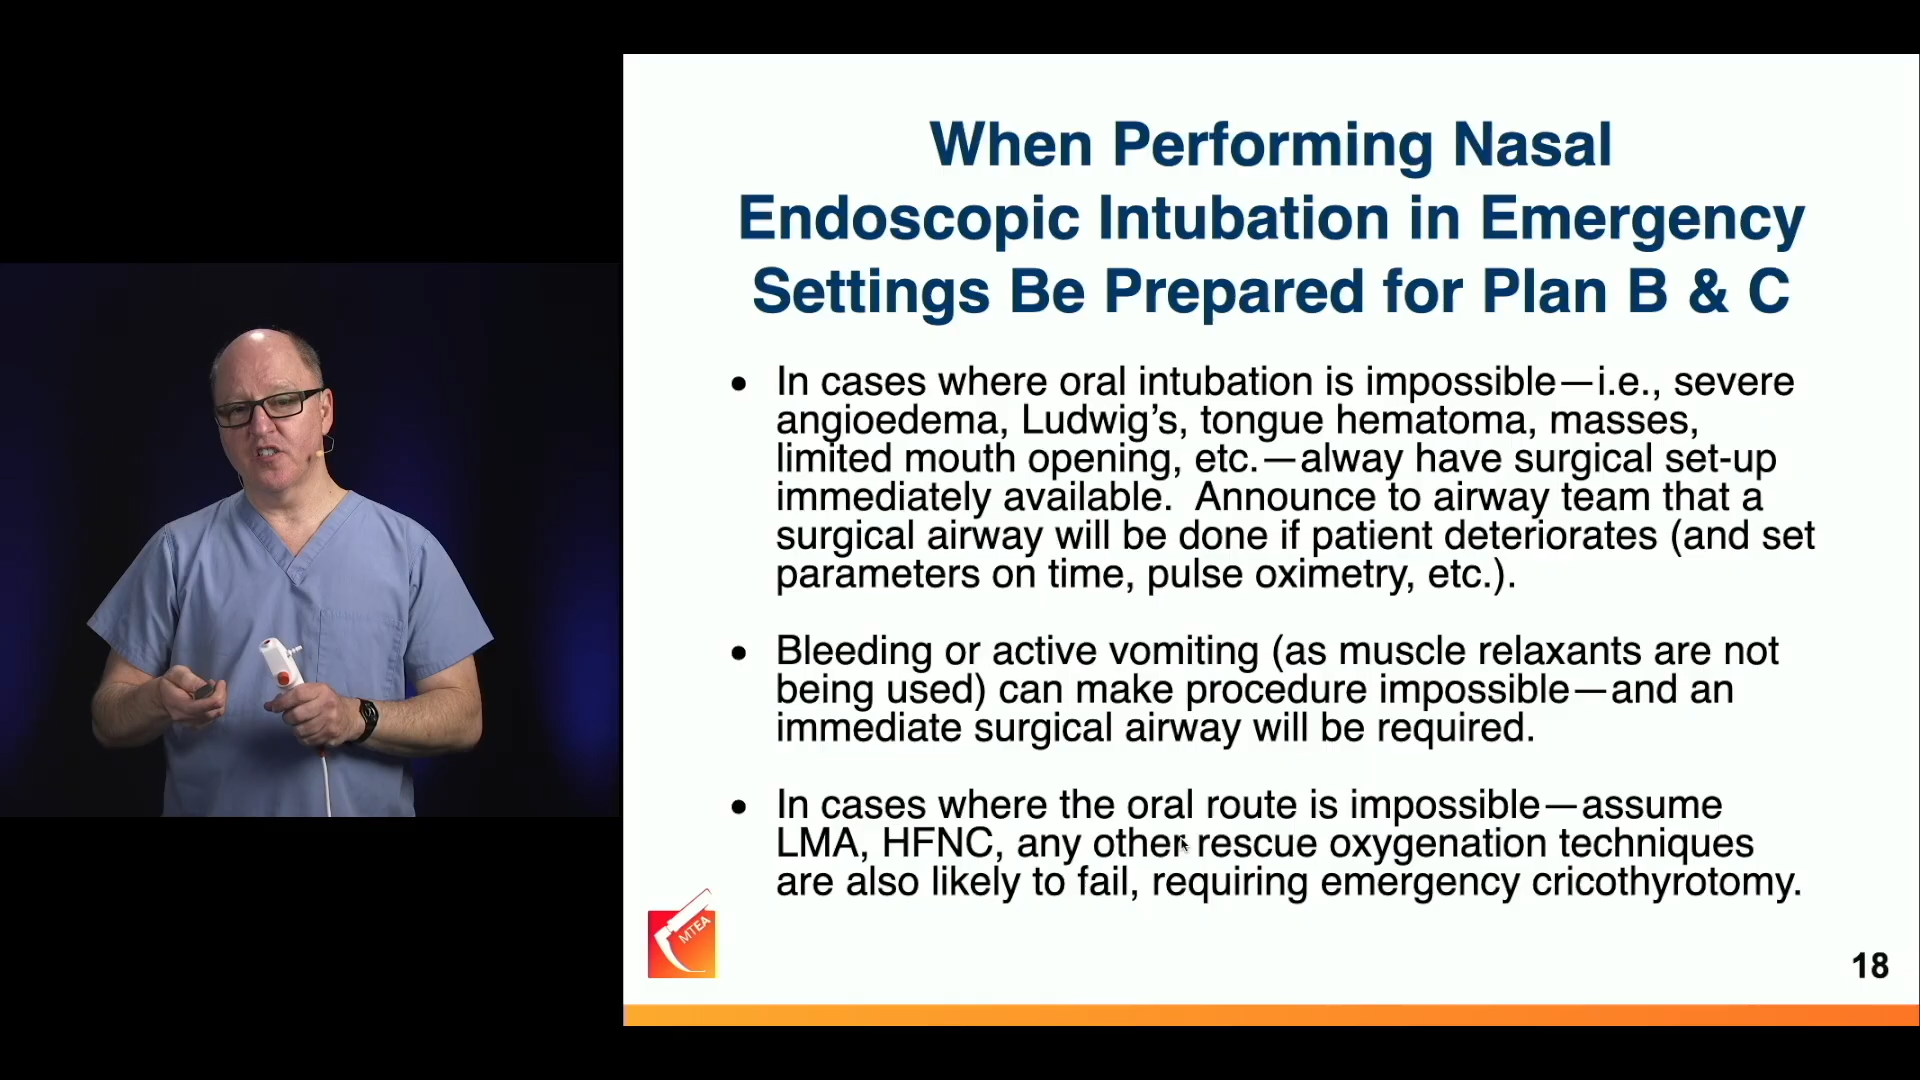 When Performing Nasal
Endoscopic Intubation in Emergency
Settings Be Prepared for Plan B & C
• In cases where oral intubation is impossible—i.e., severe
angioedema, Ludwig’s, tongue hematoma, masses,
limited mouth opening, etc.—alway have surgical set-up
immediately available.  Announce to airway team that a
surgical airway will be done if patient deteriorates (and set
parameters on time, pulse oximetry, etc.).
• Bleeding or active vomiting (as muscle relaxants are not
being used) can make procedure impossible—and an
immediate surgical airway will be required.
• In cases where the oral route is impossible—assume
LMA, HFNC, any other rescue oxygenation techniques
are also likely to fail, requiring emergency cricothyrotomy.
MTEA
18